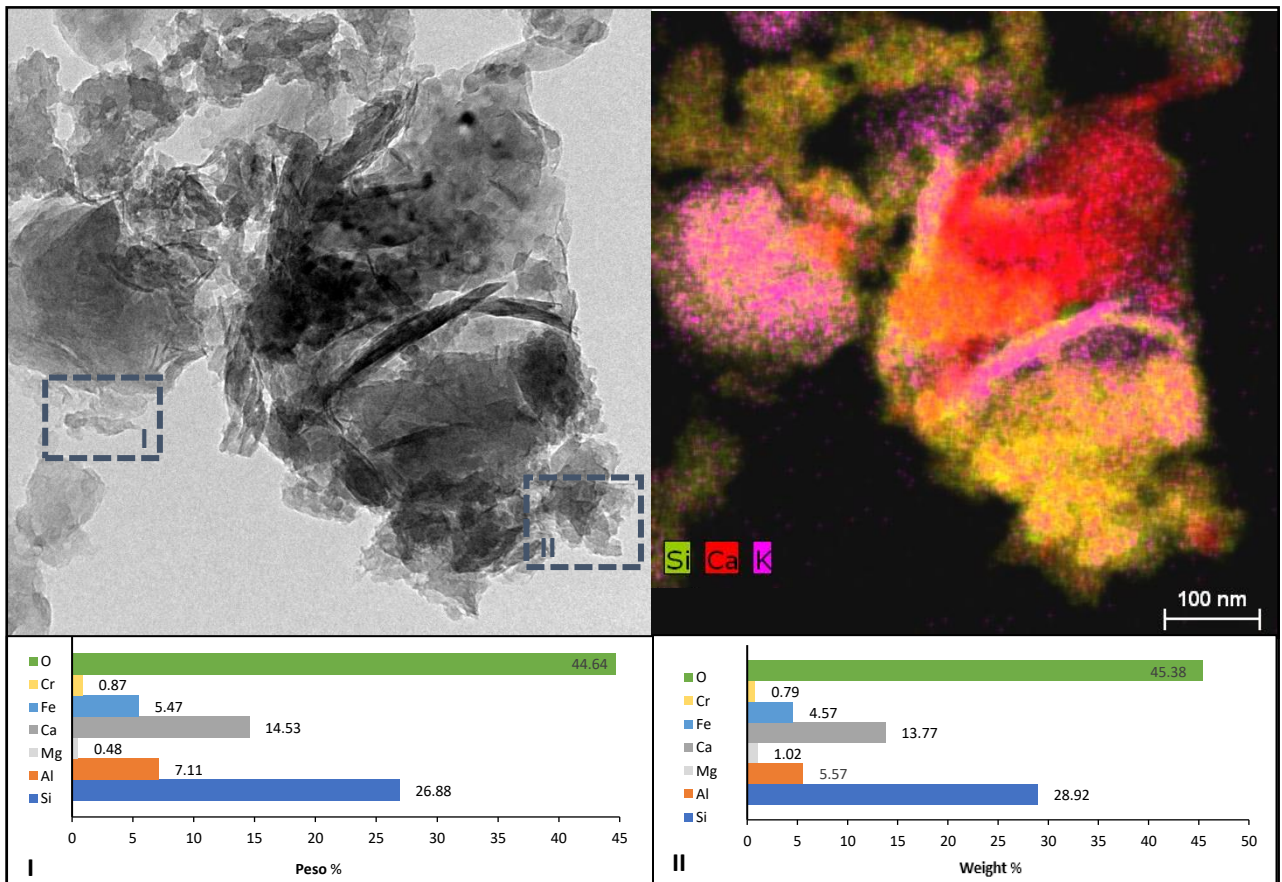 I
II
Si Ca K
100 nm
O 44.64
Cr 0.87
Fe 5.47
Ca 14.53
Mg 0.48
Al 7.11
Si 26.88
0 5 10 15 20 25 30 35 40 45
I Peso %
O 45.38
Cr 0.79
Fe 4.57
Ca 13.77
Mg 1.02
Al 5.57
Si 28.92
0 5 10 15 20 25 30 35 40 45 50
II Weight %